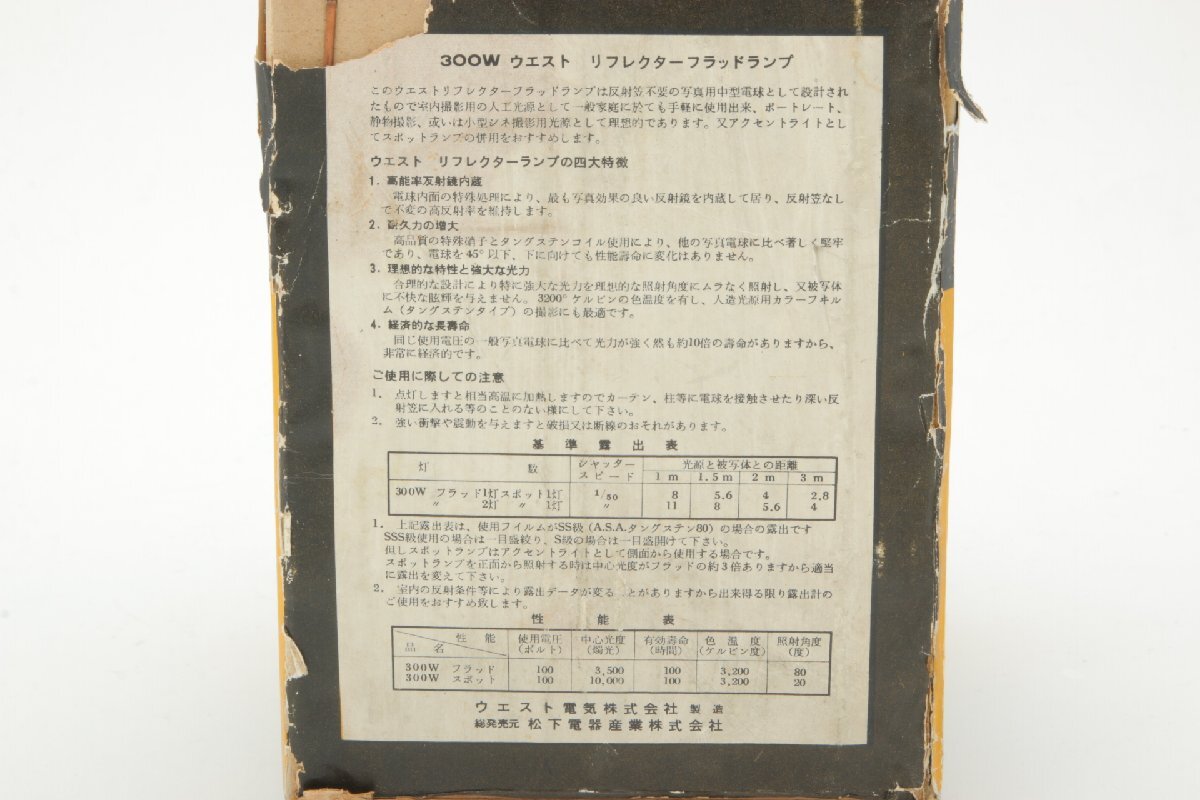 300W ウエスト リフレクターフラッドランプ
このウエストリフレクターフラッドランプは反射笠不要の写真用中型電球として設計され
たもので室内撮影用の人工光源として一般家庭に於ても手軽に使用出来、ポートレート、
静物撮影、或いは小型シネ撮影用光源として理想的であります。又アクセントライトとし
てスポットランプの併用をおすすめします。
ウエスト リフレクターランプの四大特徴
1. 高能率反射鏡内蔵
電球内面の特殊処理により、最も写真効果の良い反射鏡を内蔵して居り、反射笠なし
で不変の高反射率を維持します。
2. 耐久力の増大
高品質の特殊硝子とタングステンコイル使用により、他の写真電球に比べ著しく堅牢
であり、電球を45°以下、下に向けても性能寿命に変化はありません。
3. 理想的な特性と強大な光力
合理的な設計により特に強大な光力を理想的な照射角度にムラなく照射し、又被写体
に不快な眩輝を与えません。3200°ケルビンの色温度を有し、人造光源用カラーフヰル
ム(タングステンタイプ)の撮影にも最適です。
4. 経済的な長壽命
同じ使用電圧の一般写真電球に比べて光力が強く然も約10倍の壽命がありますから、
非常に経済的です。
ご使用に際しての注意
1. 点灯しますと相当高温に加熱しますのでカーテン、柱等に電球を接触させたり深い反
射笠に入れる等のことのない様にして下さい。
2. 強い衝撃や震動を与えますと破損又は断線のおそれがあります。
基準露出表
灯数 シャッタースピード 光源と被写体との距離
1m 1.5m 2m 3m
300W フラッド1灯スポット1灯 1/50 8 5.6 4 2.8
〃 2灯 〃 1灯 〃 11 8 5.6 4
1. 上記露出表は、使用フイルムがSS級(A.S.A.タングステン80)の場合の露出です
SSS級使用の場合は一目盛絞り、S級の場合は一目盛開けて下さい。
但しスポットランプはアクセントライトとして側面から使用する場合です。
スポットランプを正面から照射する時は中心光度がフラッドの約3倍ありますから適当
に露出を変えて下さい。
2. 室内の反射条件等により露出データが変る とがありますから出来得る限り露出計の
ご使用をおすすめ致します。
性能表
性能 使用電圧 中心光度 有効壽命 色温度 照射角度
品名 (ボルト) (燭光) (時間) (ケルビン度) (度)
300W フラッド 100 3,500 100 3,200 80
300W スポット 100 10,000 100 3,200 20
ウエスト電気株式会社 製造
総発売元 松下電器産業株式会社